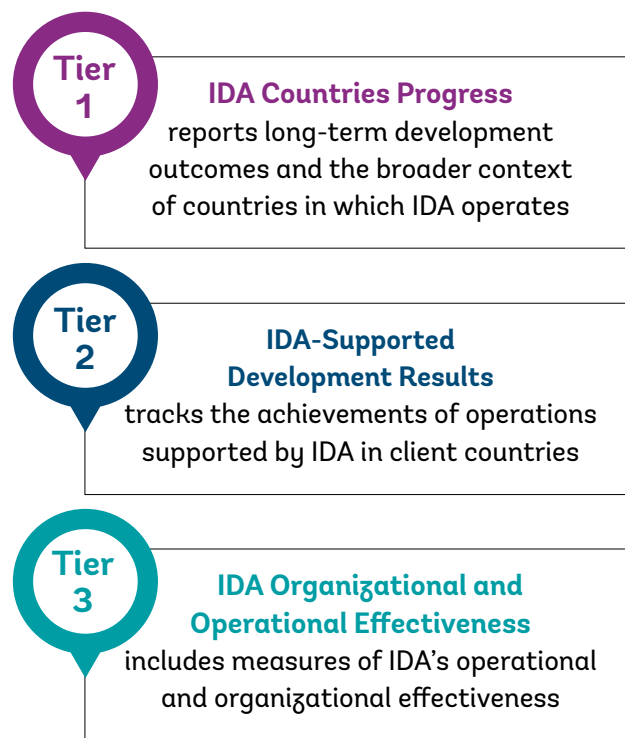 Tier
1
IDA Countries Progress
reports long-term development
outcomes and the broader context
of countries in which IDA operates
Tier
2
IDA-Supported
Development Results
tracks the achievements of operations
supported by IDA in client countries
Tier
3
IDA Organizational and
Operational Effectiveness
includes measures of IDA’s operational
and organizational effectiveness